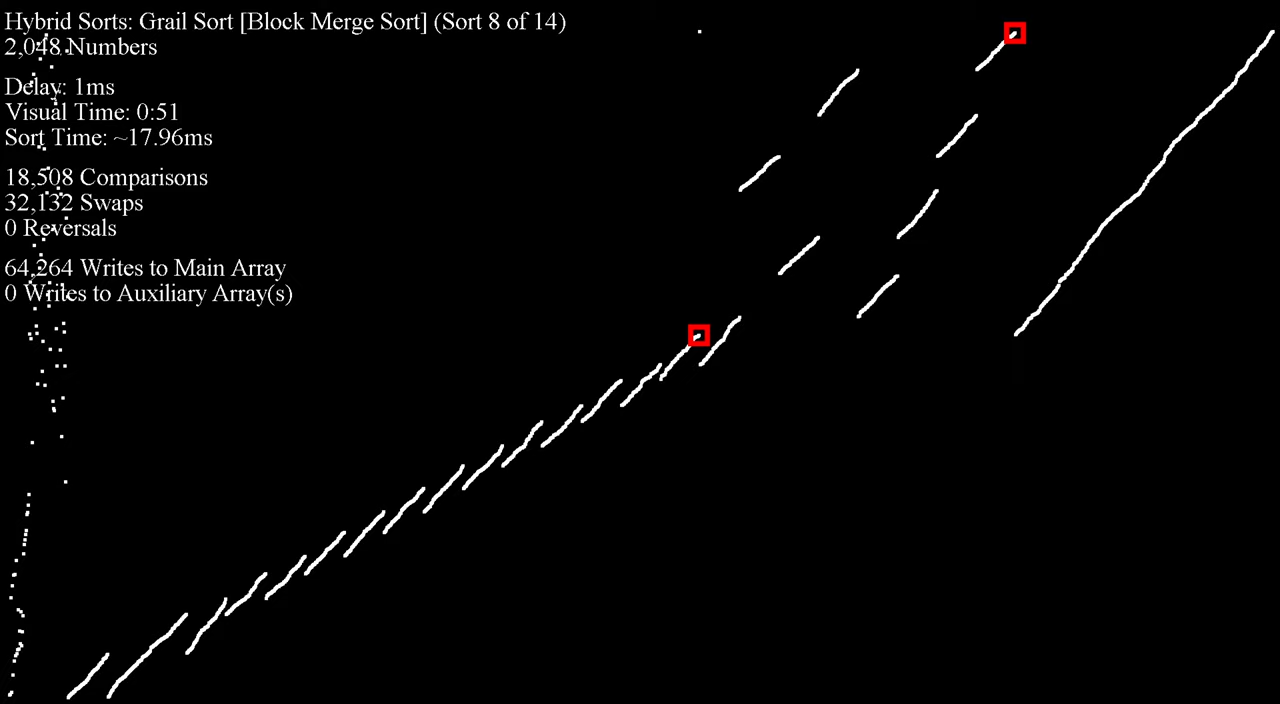 Hybrid Sorts: Grail Sort [Block Merge Sort] (Sort 8 of 14)
2,048 Numbers
Delay: 1ms
Visual Time: 0:51
Sort Time: ~17.96ms
18,508 Comparisons
32,132 Swaps
0 Reversals
64,264 Writes to Main Array
0 Writes to Auxiliary Array(s)